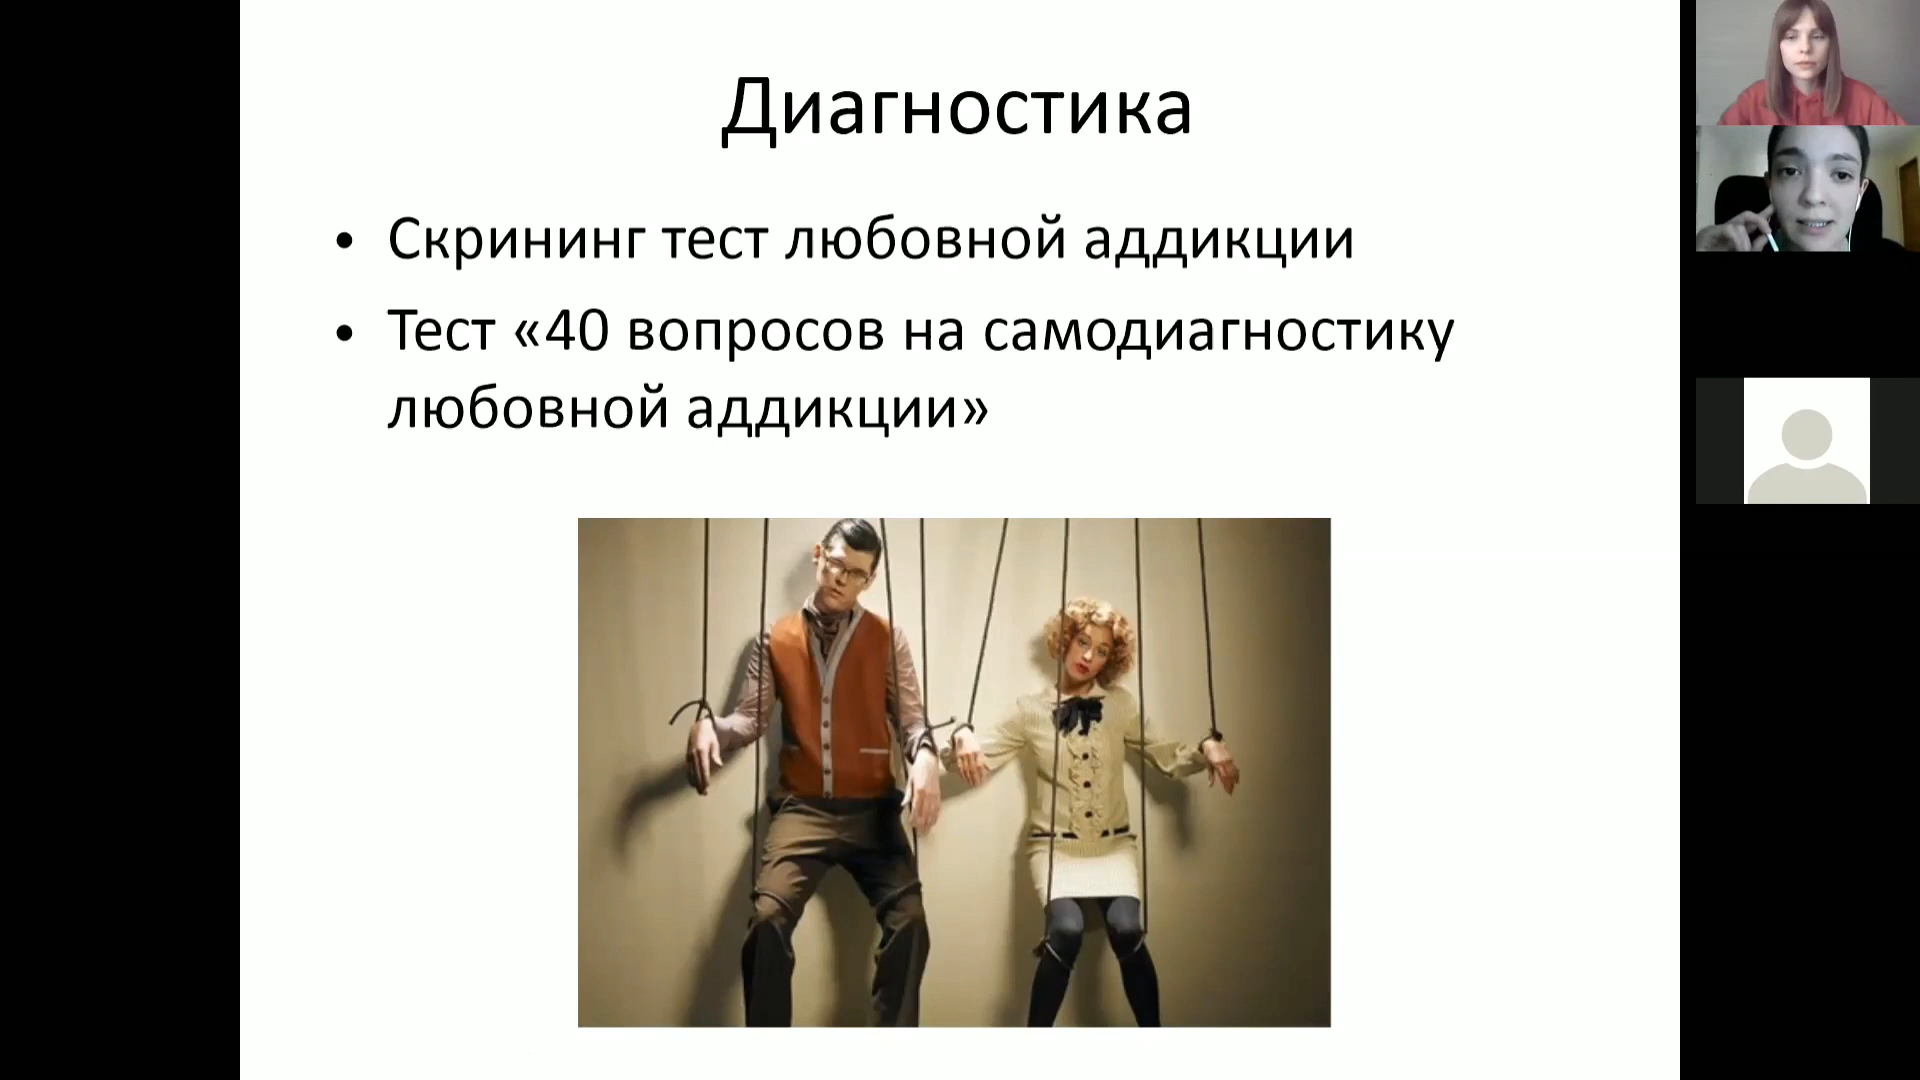 Диагностика
• Скрининг тест любовной аддикции
• Тест «40 вопросов на самодиагностику
любовной аддикции»